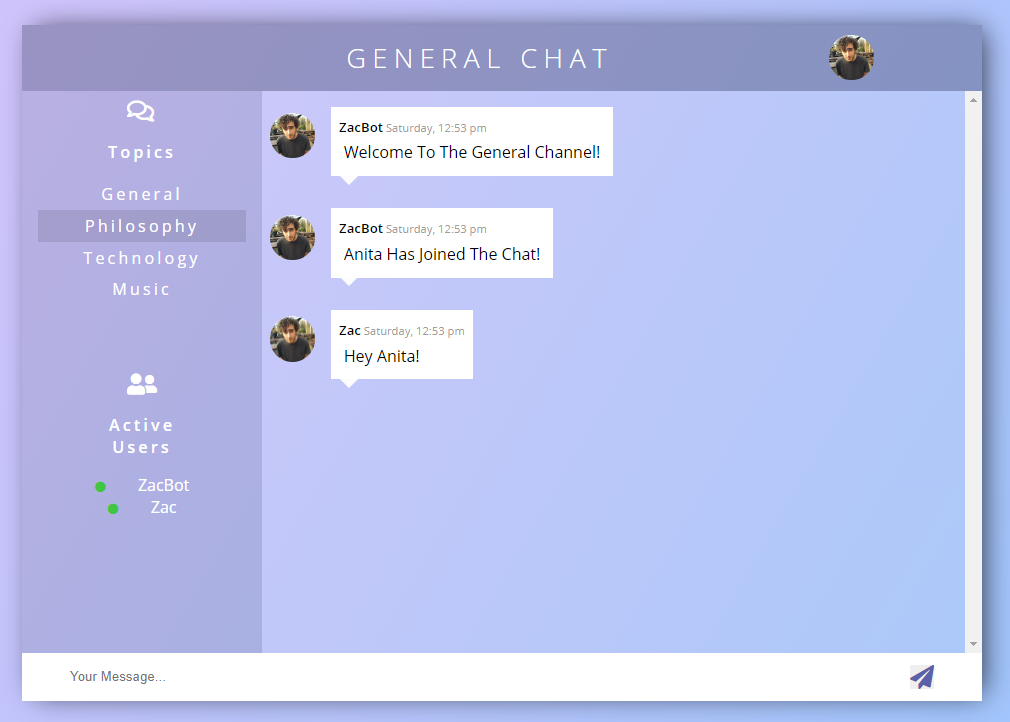 GENERAL CHAT
Topics
General
Philosophy
Technology
Music
Active
Users
ZacBot
Zac
ZacBot Saturday, 12:53 pm
Welcome To The General Channel!
ZacBot Saturday, 12:53 pm
Anita Has Joined The Chat!
Zac Saturday, 12:53 pm
Hey Anita!
Your Message...